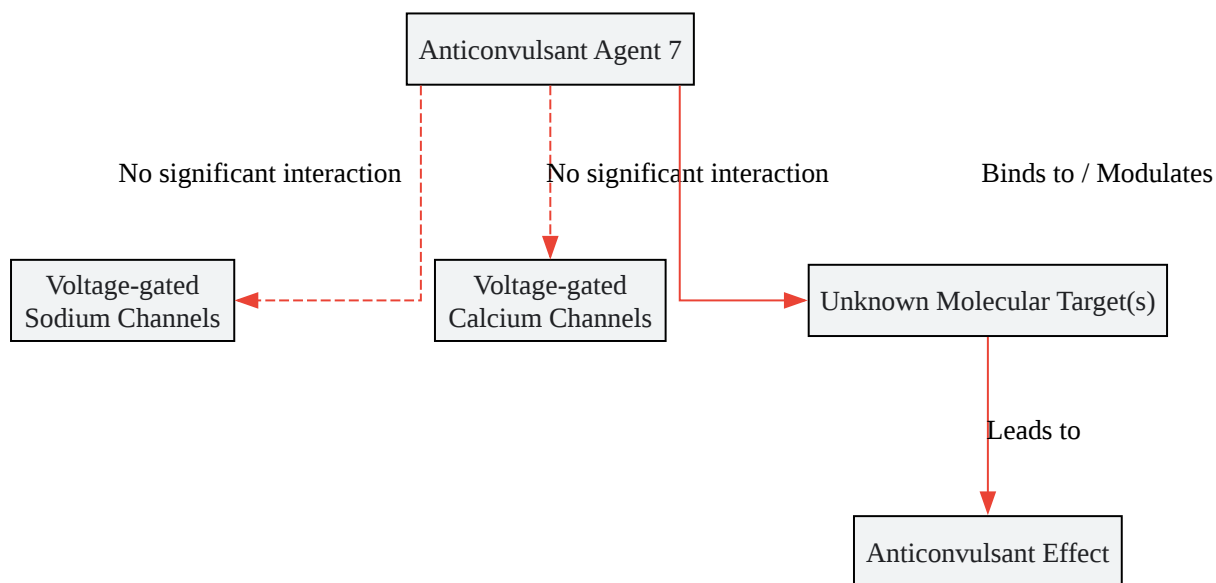 Anticonvulsant Agent 7
No significant interaction
No significant interaction
Binds to / Modulates
Voltage-gated
Sodium Channels
Voltage-gated
Calcium Channels
Unknown Molecular Target(s)
Leads to
Anticonvulsant Effect